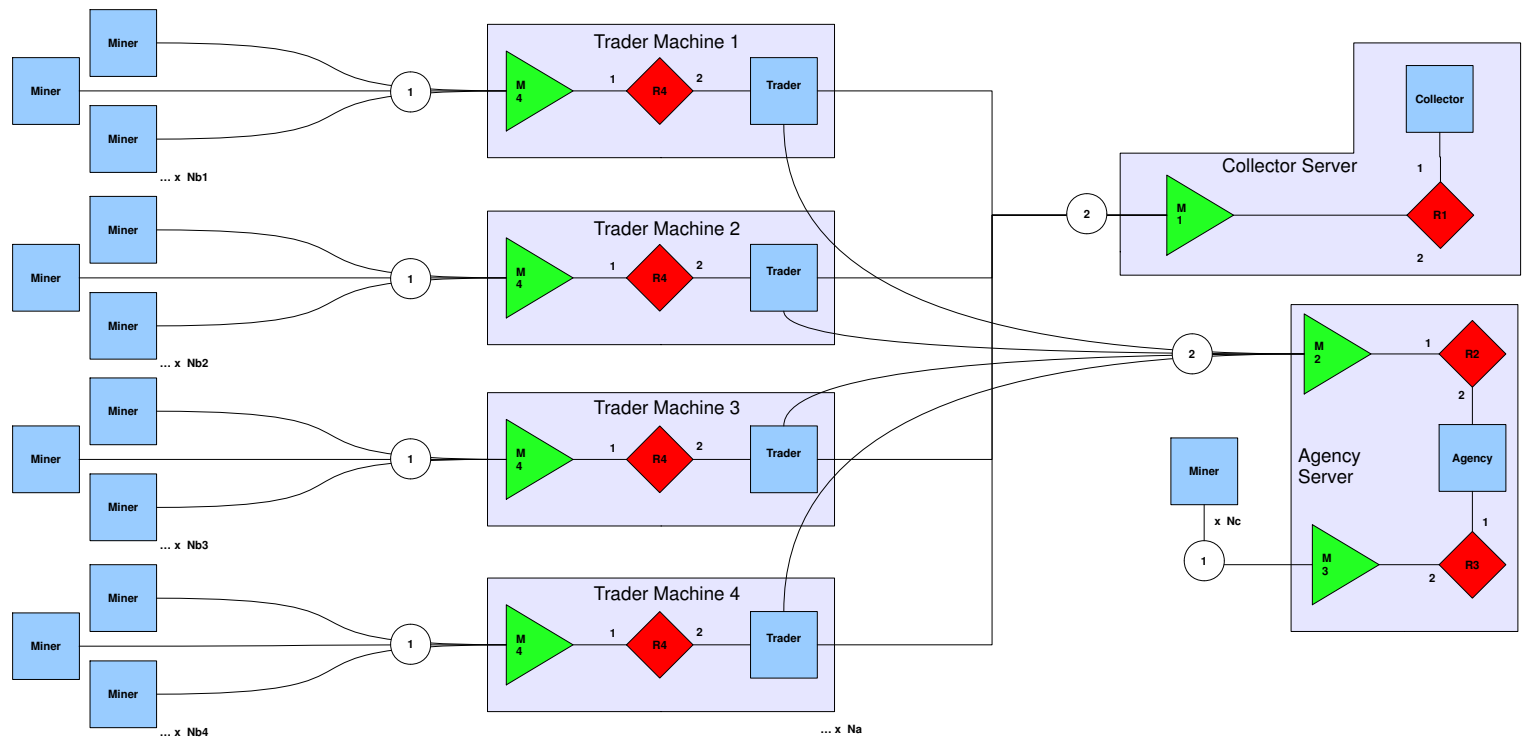 Miner
Miner
Miner
... x Nb1
1
Trader Machine 1
M
4
1
R4
2
Trader
Miner
Miner
Miner
... x Nb2
1
Trader Machine 2
M
4
1
R4
2
Trader
Miner
Miner
Miner
... x Nb3
1
Trader Machine 3
M
4
1
R4
2
Trader
Miner
Miner
Miner
... x Nb4
1
Trader Machine 4
M
4
1
R4
2
Trader
... x Na
2
Collector
Collector Server
M
1
1
R1
2
2
M
2
1
R2
2
Agency
Server
Agency
Miner
x Nc
1
M
3
1
R3
2